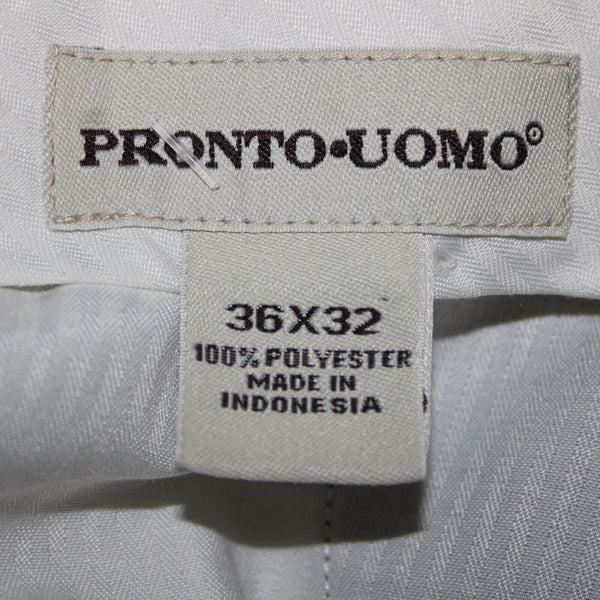 PRONTO•UOMO®
36X32
100% POLYESTER
MADE IN
INDONESIA